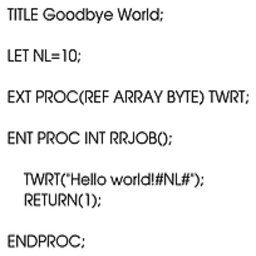 TITLE Goodbye World;
LET NL=10;
EXT PROC(REF ARRAY BYTE) TWRT;
ENT PROC INT RRJOB();
TWRT("Hello world!#NL#");
RETURN(1);
ENDPROC;